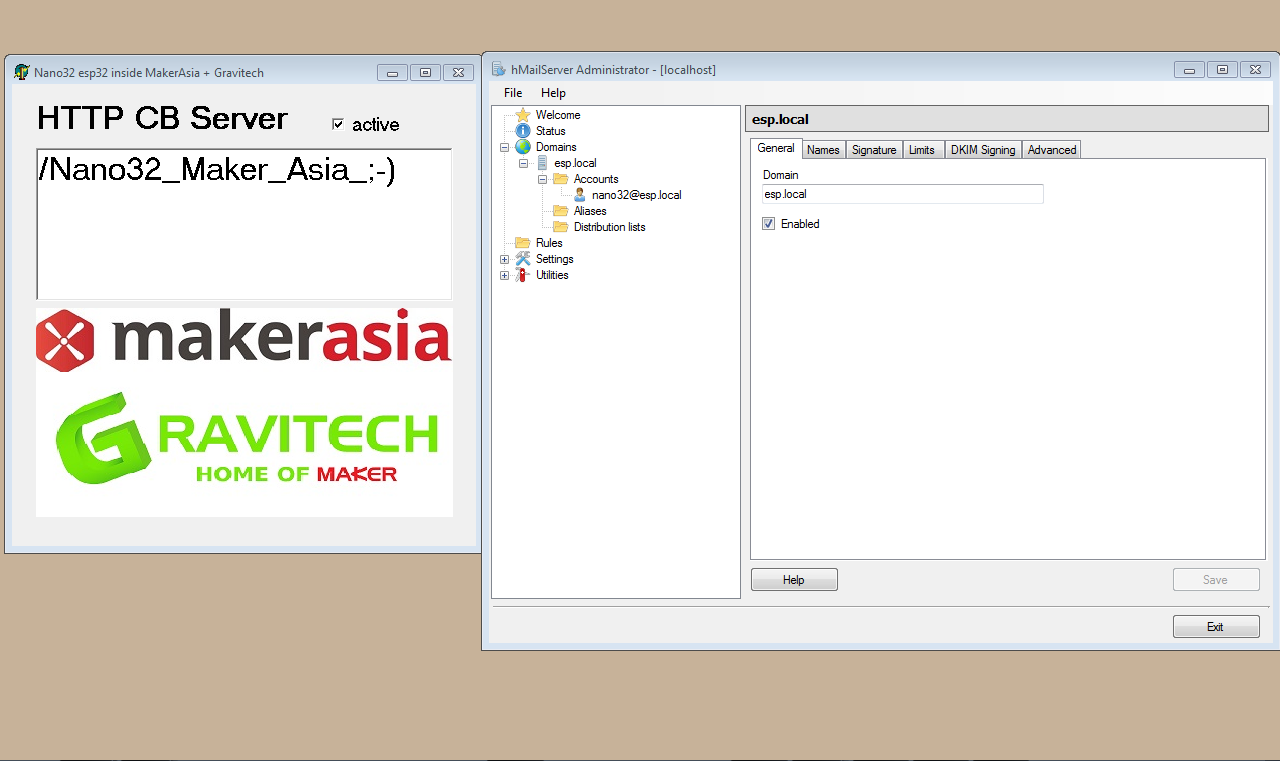 Nano32 esp32 inside MakerAsia + Gravitech
HTTP CB Server
active
/Nano32_Maker_Asia_;-)
makerasia
GRAVITECH
HOME OF MAKER
hMailServer Administrator - [localhost]
File Help
Welcome
Status
Domains
esp.local
Accounts
nano32@esp.local
Aliases
Distribution lists
Rules
Settings
Utilities
esp.local
General Names Signature Limits DKIM Signing Advanced
Domain
esp.local
Enabled
Help
Save
Exit